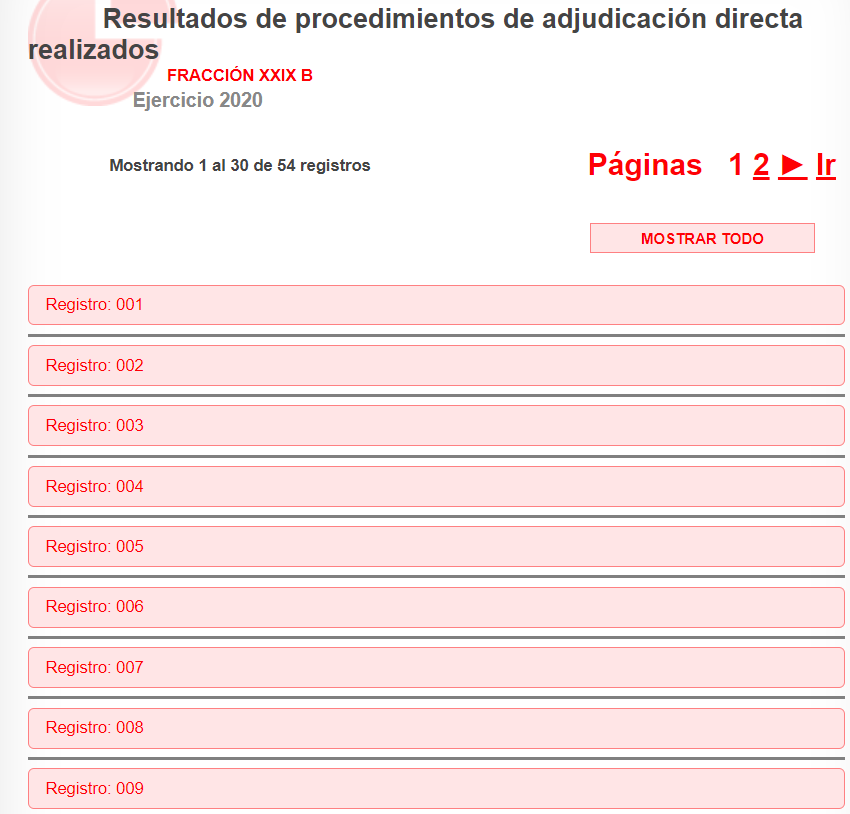 Resultados de procedimientos de adjudicación directa
realizados
FRACCIÓN XXIX B
Ejercicio 2020
Mostrando 1 al 30 de 54 registros
Páginas 1 2 ► Ir
MOSTRAR TODO
Registro: 001
Registro: 002
Registro: 003
Registro: 004
Registro: 005
Registro: 006
Registro: 007
Registro: 008
Registro: 009